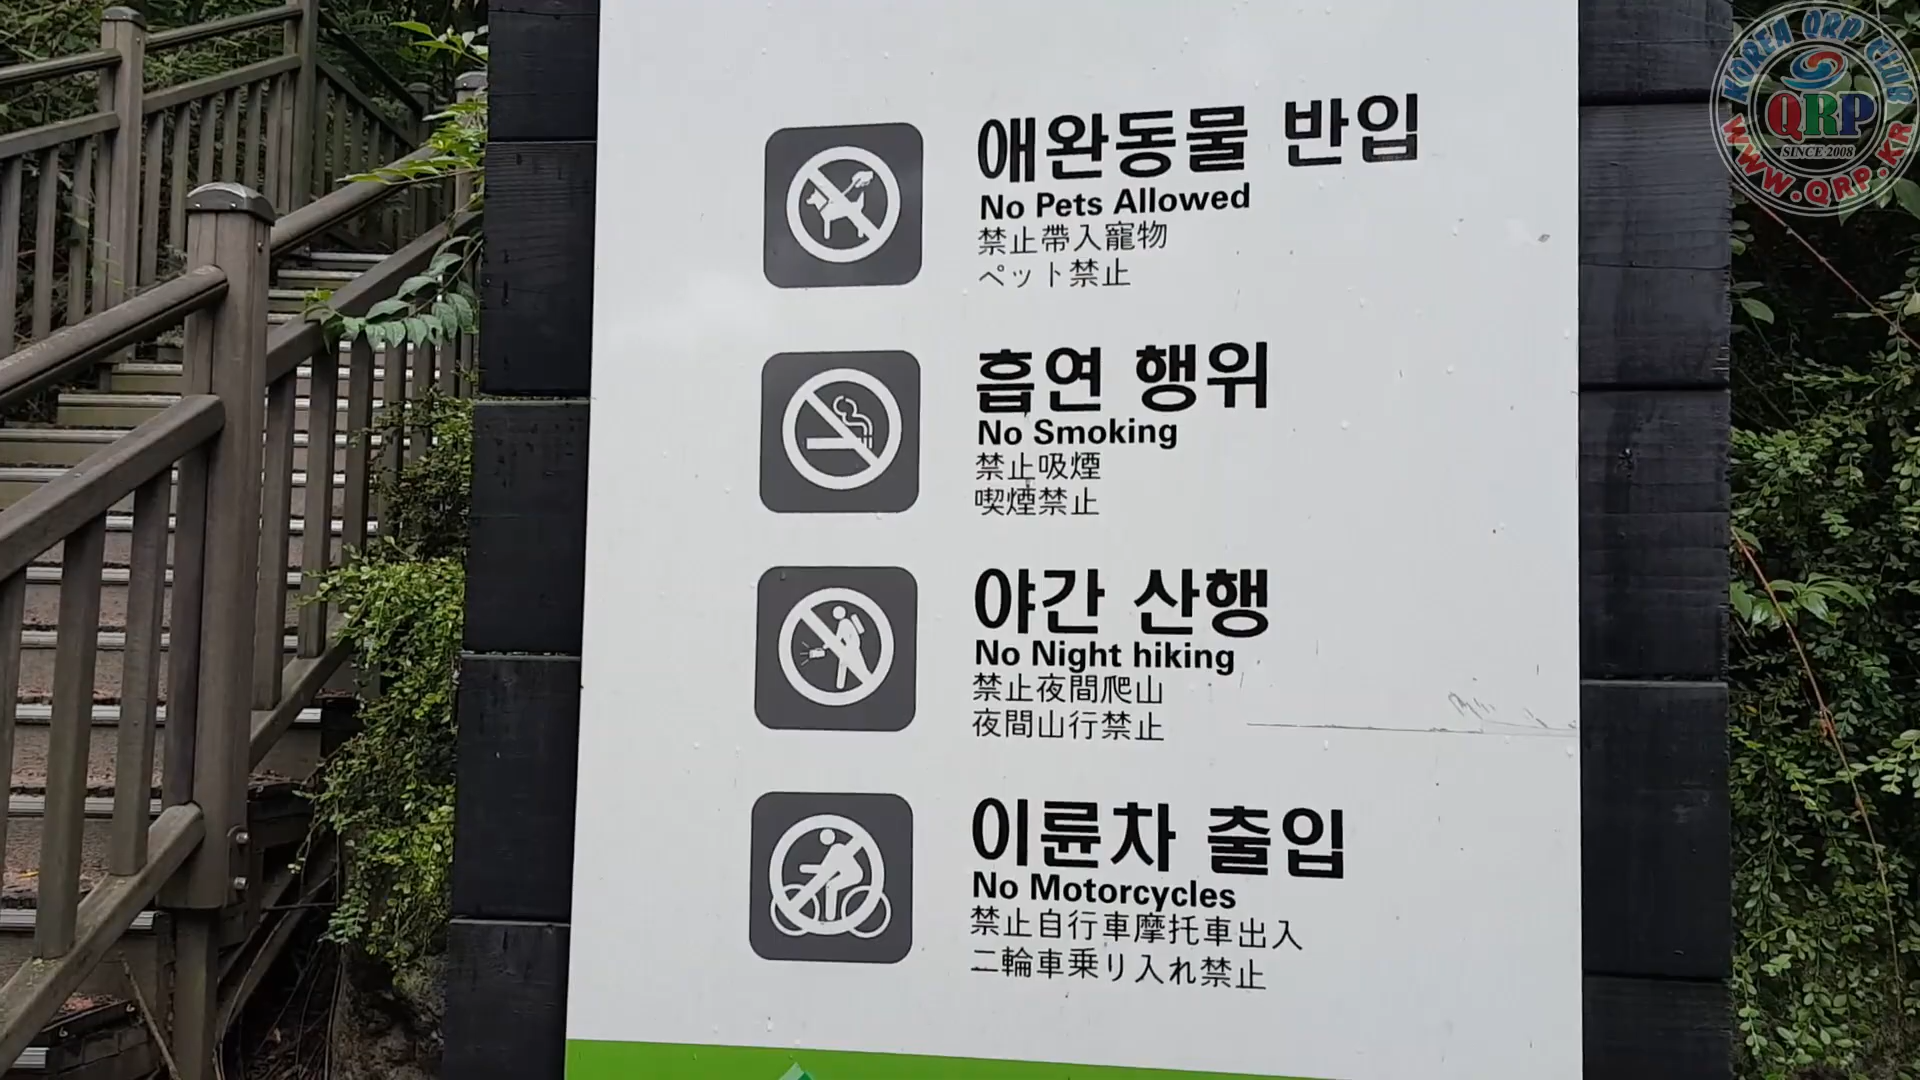 애완동물 반입
No Pets Allowed
禁止帶入寵物
ペット禁止
흡연 행위
No Smoking
禁止吸煙
喫煙禁止
야간 산행
No Night hiking
禁止夜間爬山
夜間山行禁止
이륜차 출입
No Motorcycles
禁止自行車摩托車出入
二輪車乗り入れ禁止
KOREA QRP CLUB
QRP
SINCE 2008
WWW.QRP.KR